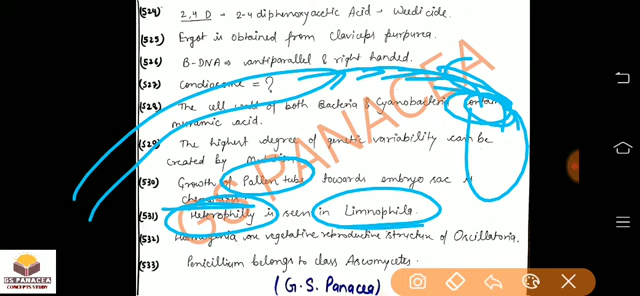 (524) 2,4 D → 2-4 diphenoxyacetic Acid → Weedicide.
(525) Ergot is obtained from Claviceps purpurea.
(526) B-DNA ⇒ antiparallel & right handed.
(527) = ?
(528) The cell wall of both Bacteria & Cyanobacteria contain
muramic acid.
(529) The highest degree of genetic variability can be
created by
(530) Growth of Pollen tube towards embryo sac is
(531) Heterophilly is seen in Limnophila.
(532) are vegetative reproductive structure of Oscillatoria.
(533) Penicillium belongs to class Ascomycetes.
(G.S. Panacea)
GS PANACEA
GS PANACEA
CONCEPTS STUDY